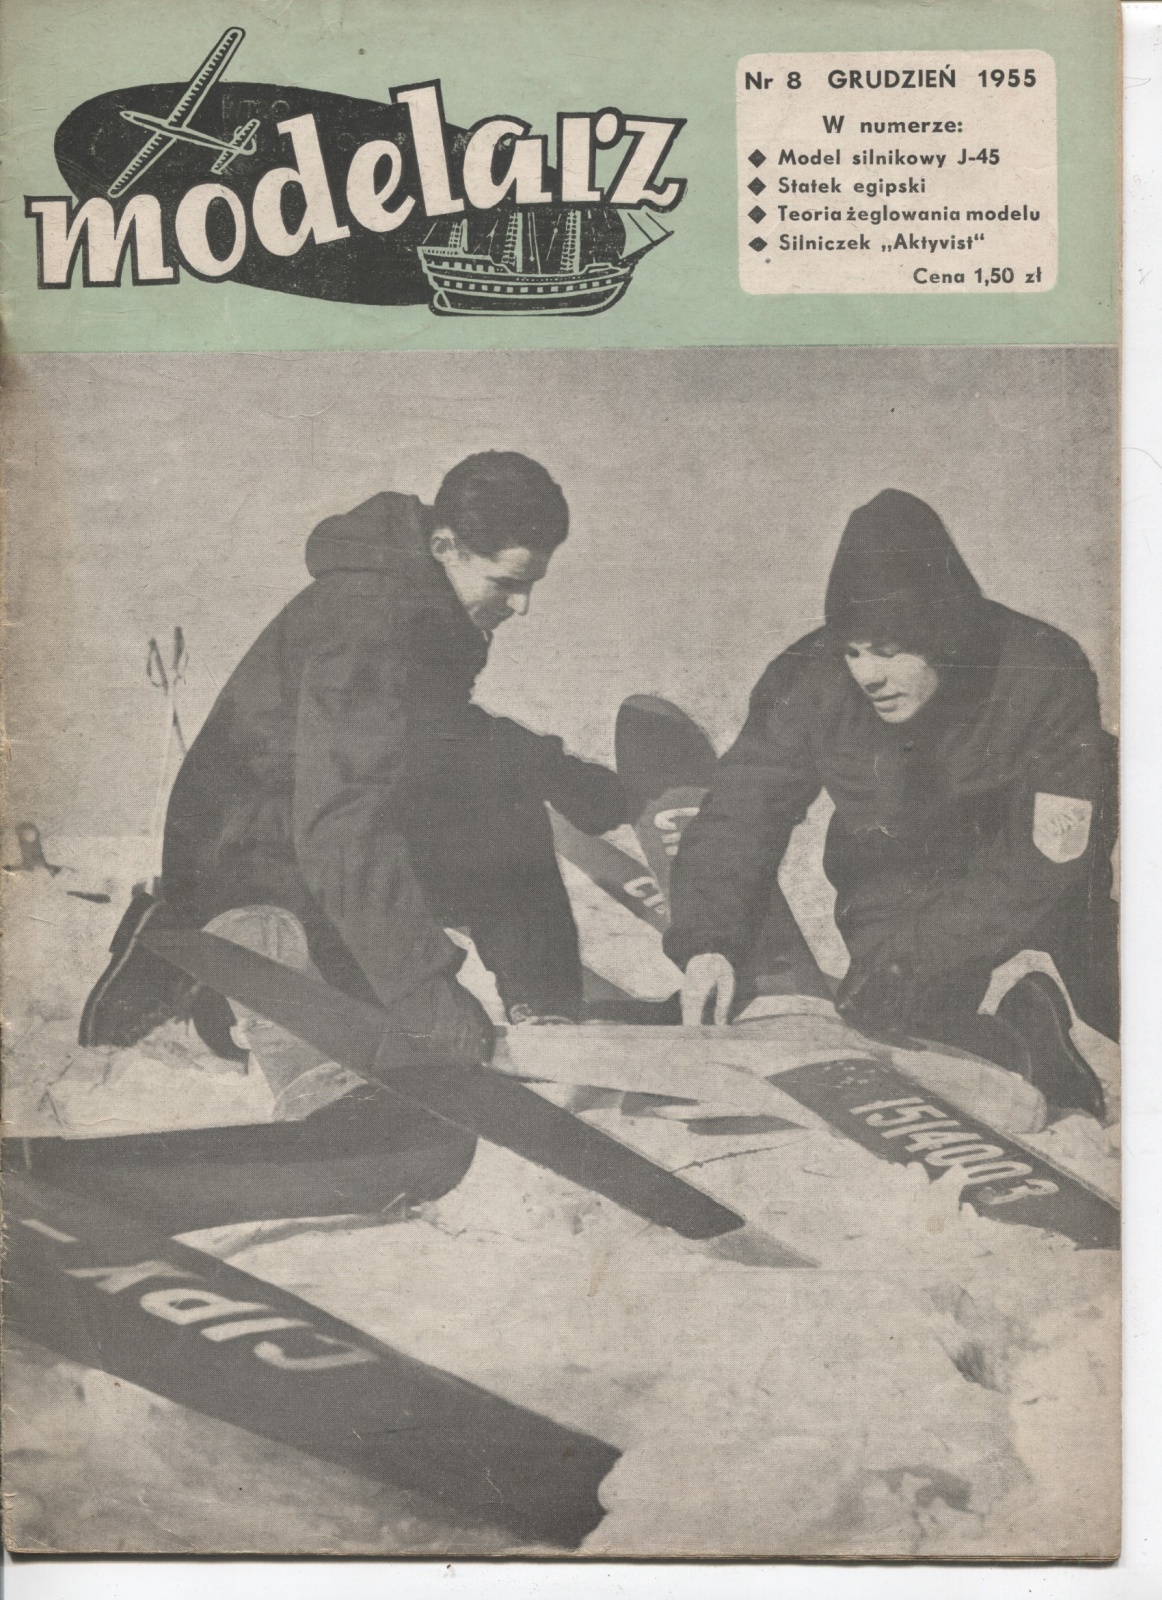 modelarz
Nr 8 GRUDZIEŃ 1955
W numerze:
◆ Model silnikowy J-45
◆ Statek egipski
◆ Teoria żeglowania modelu
◆ Silniczek „Aktyvist“
Cena 1,50 zł
1514003